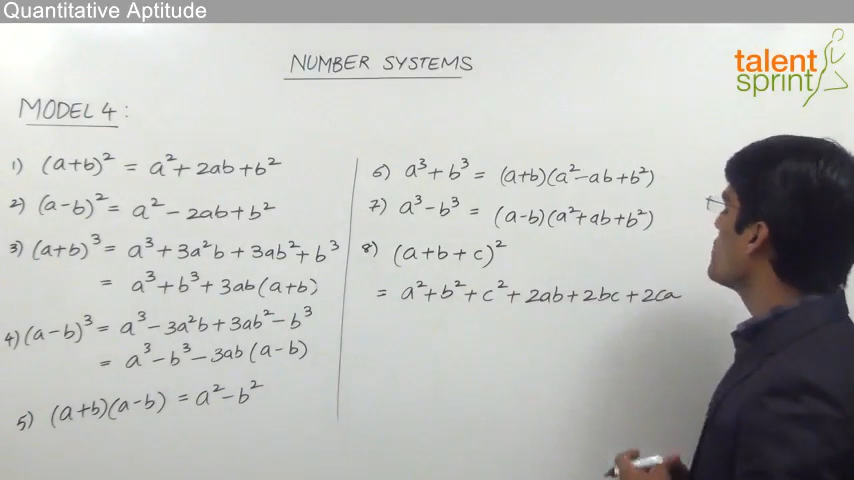 Quantitative Aptitude
talent
sprint
NUMBER SYSTEMS
MODEL 4 :
1) (a+b)² = a² + 2ab + b²
2) (a-b)² = a² - 2ab + b²
3) (a+b)³ = a³ + 3a²b + 3ab² + b³
= a³ + b³ + 3ab (a+b)
4) (a-b)³ = a³ - 3a²b + 3ab² - b³
= a³ - b³ - 3ab (a-b)
5) (a+b)(a-b) = a² - b²
6) a³ + b³ = (a+b)(a²-ab+b²)
7) a³ - b³ = (a-b)(a²+ab+b²)
8) (a+b+c)²
= a² + b² + c² + 2ab + 2bc + 2ca